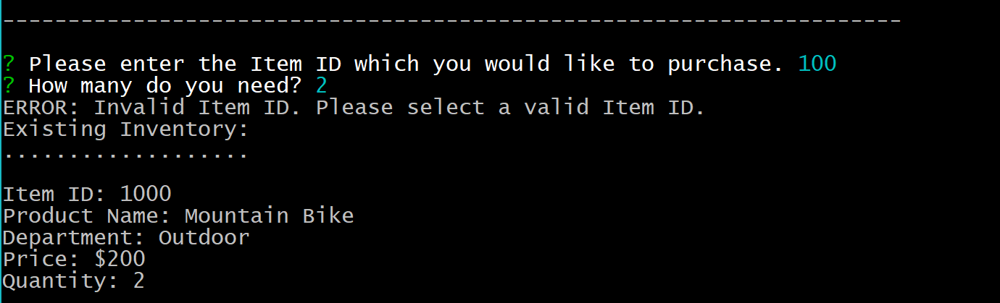 --------------------------------------------------------------------
? Please enter the Item ID which you would like to purchase. 100
? How many do you need? 2
ERROR: Invalid Item ID. Please select a valid Item ID.
Existing Inventory:
...................
Item ID: 1000
Product Name: Mountain Bike
Department: Outdoor
Price: $200
Quantity: 2